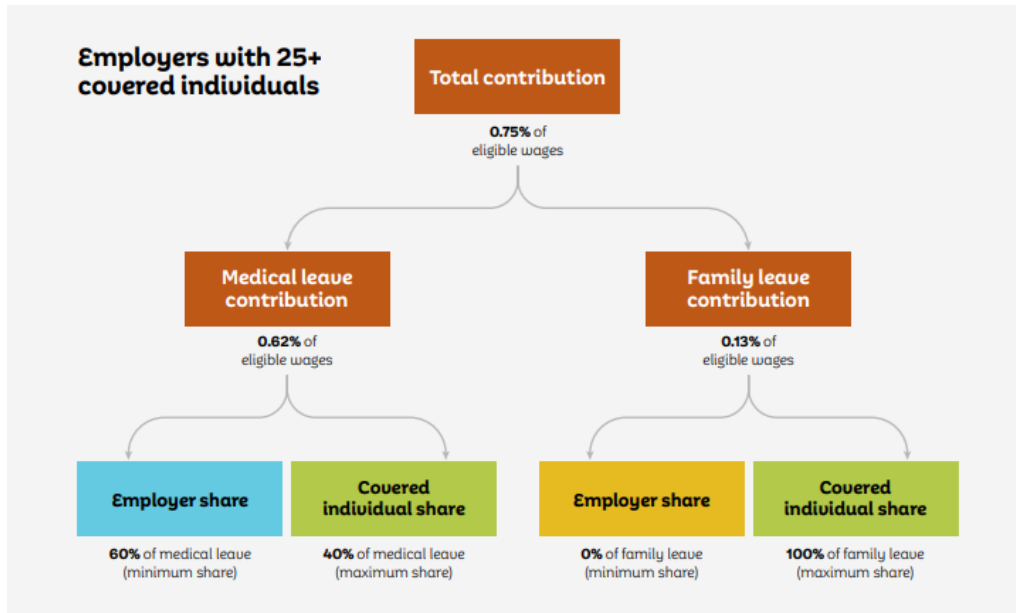 Employers with 25+
covered individuals
Total contribution
0.75% of
eligible wages
Medical leave
contribution
0.62% of
eligible wages
Family leave
contribution
0.13% of
eligible wages
Employer share
60% of medical leave
(minimum share)
Covered
individual share
40% of medical leave
(maximum share)
Employer share
0% of family leave
(minimum share)
Covered
individual share
100% of family leave
(maximum share)